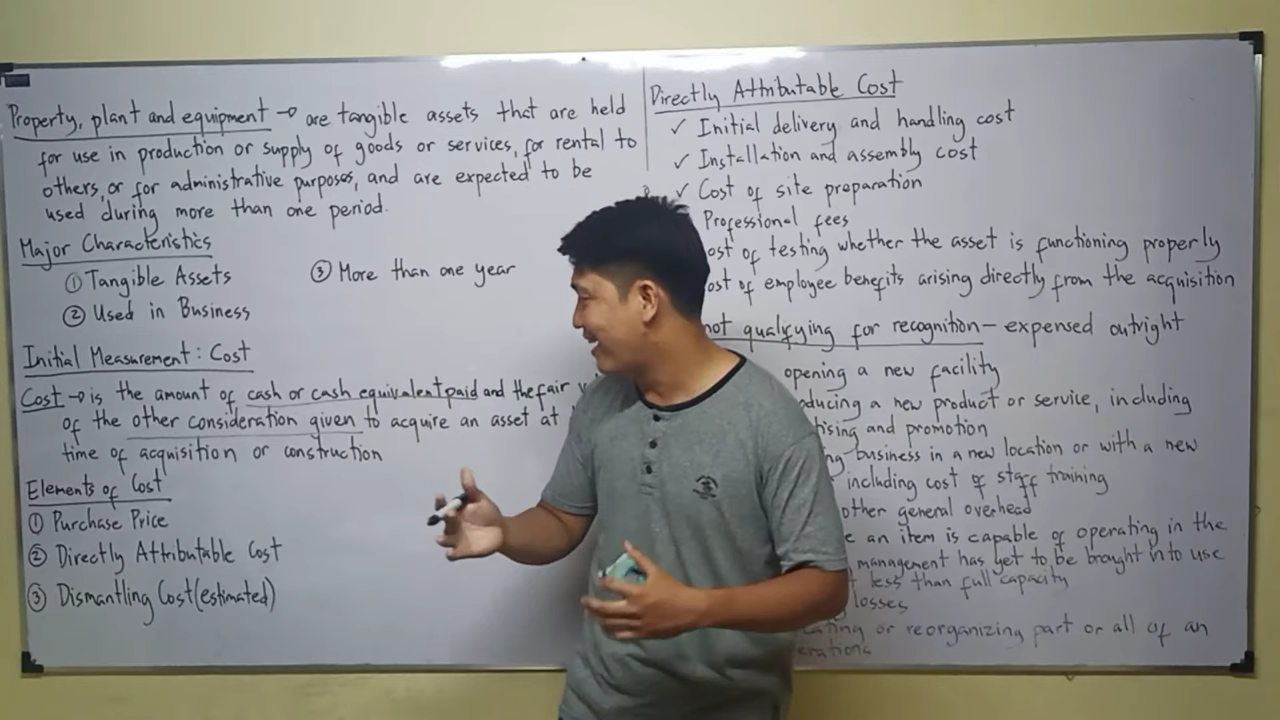 Property, plant and equipment → are tangible assets that are held
for use in production or supply of goods or services, for rental to
others, or for administrative purposes, and are expected to be
used during more than one period.
Major Characteristics
① Tangible Assets
② Used in Business
③ More than one year
Initial Measurement: Cost
Cost → is the amount of cash or cash equivalent paid and the fair
of the other consideration given to acquire an asset at
time of acquisition or construction
Elements of Cost
① Purchase Price
② Directly Attributable Cost
③ Dismantling Cost (estimated)
Directly Attributable Cost
✓ Initial delivery and handling cost
✓ Installation and assembly cost
✓ Cost of site preparation
Professional fees
ost of testing whether the asset is functioning properly
ost of employee benefits arising directly from the acquisition
not qualifying for recognition — expensed outright
opening a new facility
ducing a new product or service, including
tising and promotion
business in a new location or with a new
including cost of staff training
other general overhead
an item is capable of operating in the
management has yet to be brought into use
less than full capacity
losses
ating or reorganizing part or all of an
erations